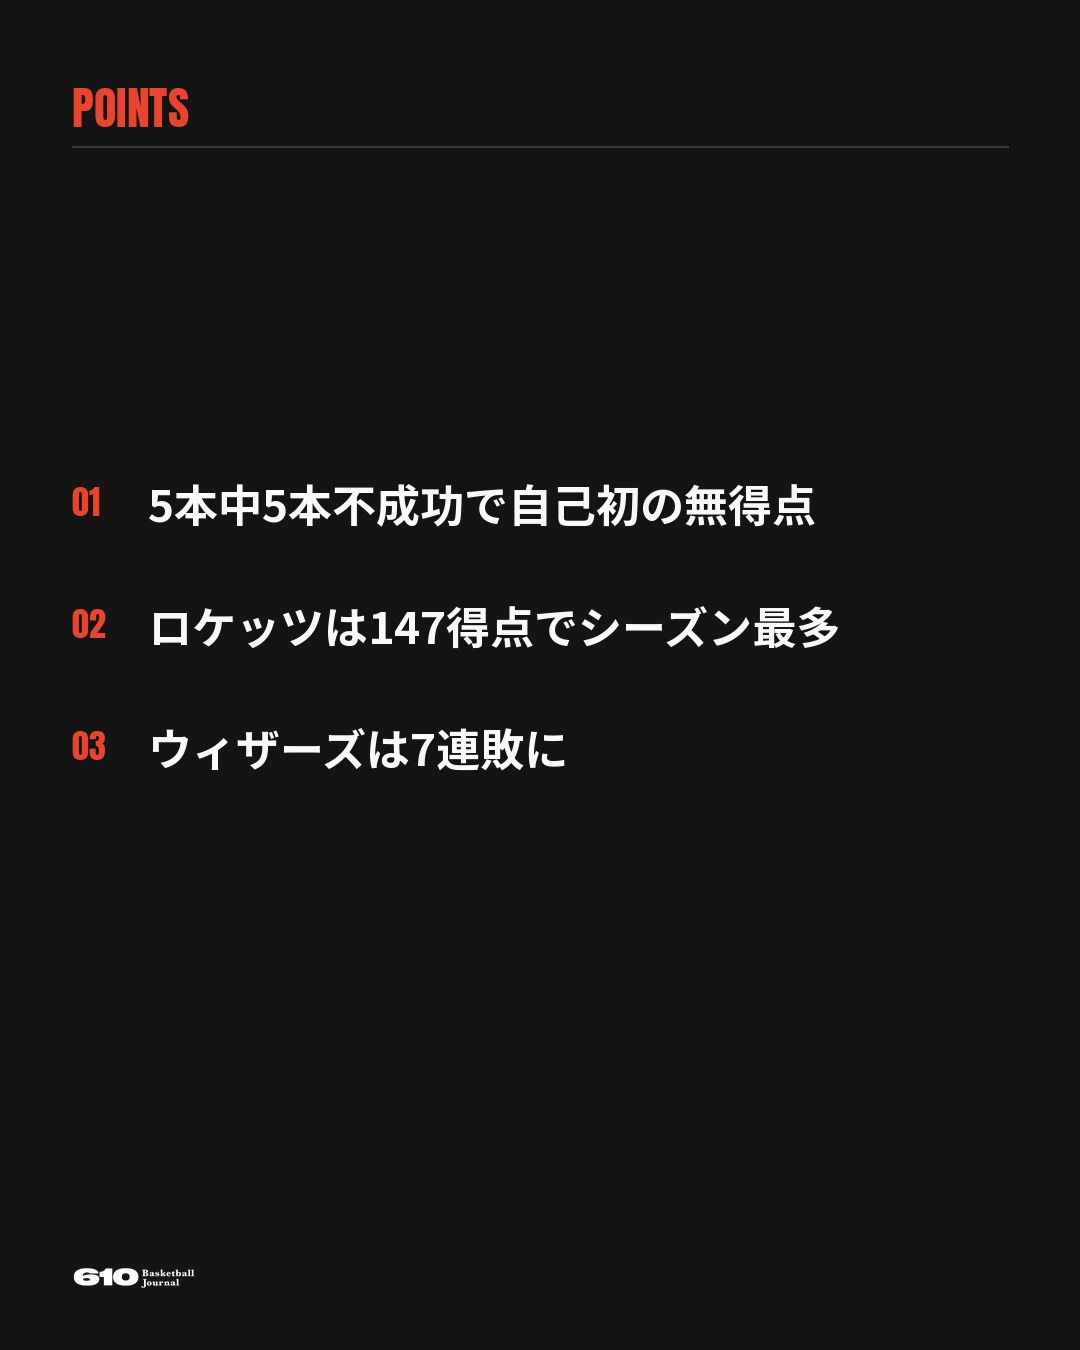 POINTS
01 5本中5本不成功で自己初の無得点
02 ロケッツは147得点でシーズン最多
03 ウィザーズは7連敗に
610 Basketball
Journal